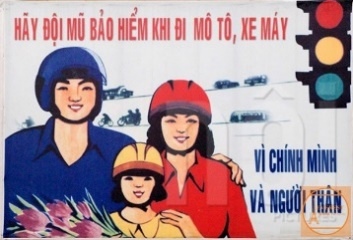 HÃY ĐỘI MŨ BẢO HIỂM KHI ĐI MÔ TÔ, XE MÁY
VÌ CHÍNH MÌNH
VÀ NGƯỜI THÂN